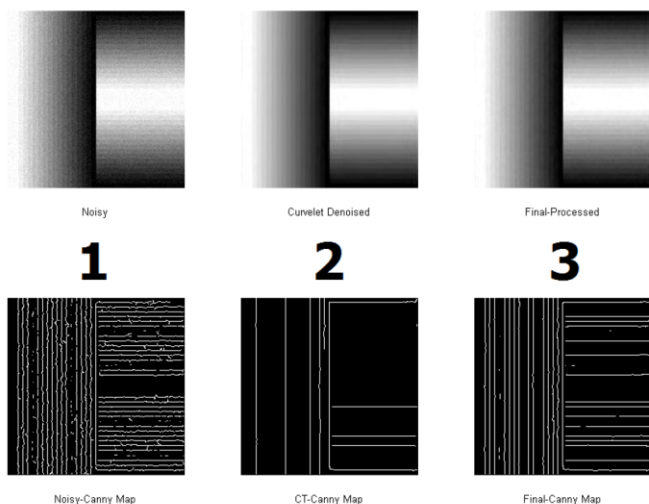 Noisy Curvelet Denoised Final-Processed
1 2 3
Noisy-Canny Map CT-Canny Map Final-Canny Map